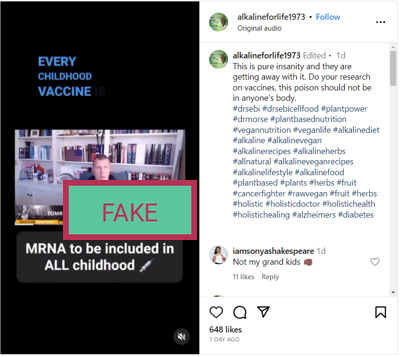 alkalineforlife1973 • Follow
Original audio
EVERY
CHILDHOOD
VACCINE IS
FAKE
MRNA to be included in
ALL childhood
alkalineforlife1973 Edited • 1d
This is pure insanity and they are
getting away with it. Do your research
on vaccines, this poison should not be
in anyone's body.
#drsebi #drsebicellfood #plantpower
#drmorse #plantbasednutrition
#vegannutrition #veganlife #alkalinediet
#alkaline #alkalinevegan
#alkalinerecipes #alkalineherbs
#allnatural #alkalineveganrecipes
#alkalinelifestyle #alkalinefood
#plantbased #plants #herbs #fruit
#cancerfighter #rawvegan #fruit #herbs
#holistic #holisticdoctor #holistichealth
#holistichealing #alzheimers #diabetes
iamsonyashakespeare 1d
Not my grand kids
11 likes Reply
648 likes
1 DAY AGO